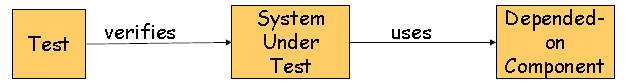 Test
verifies
System
Under
Test
uses
Depended-
on
Component